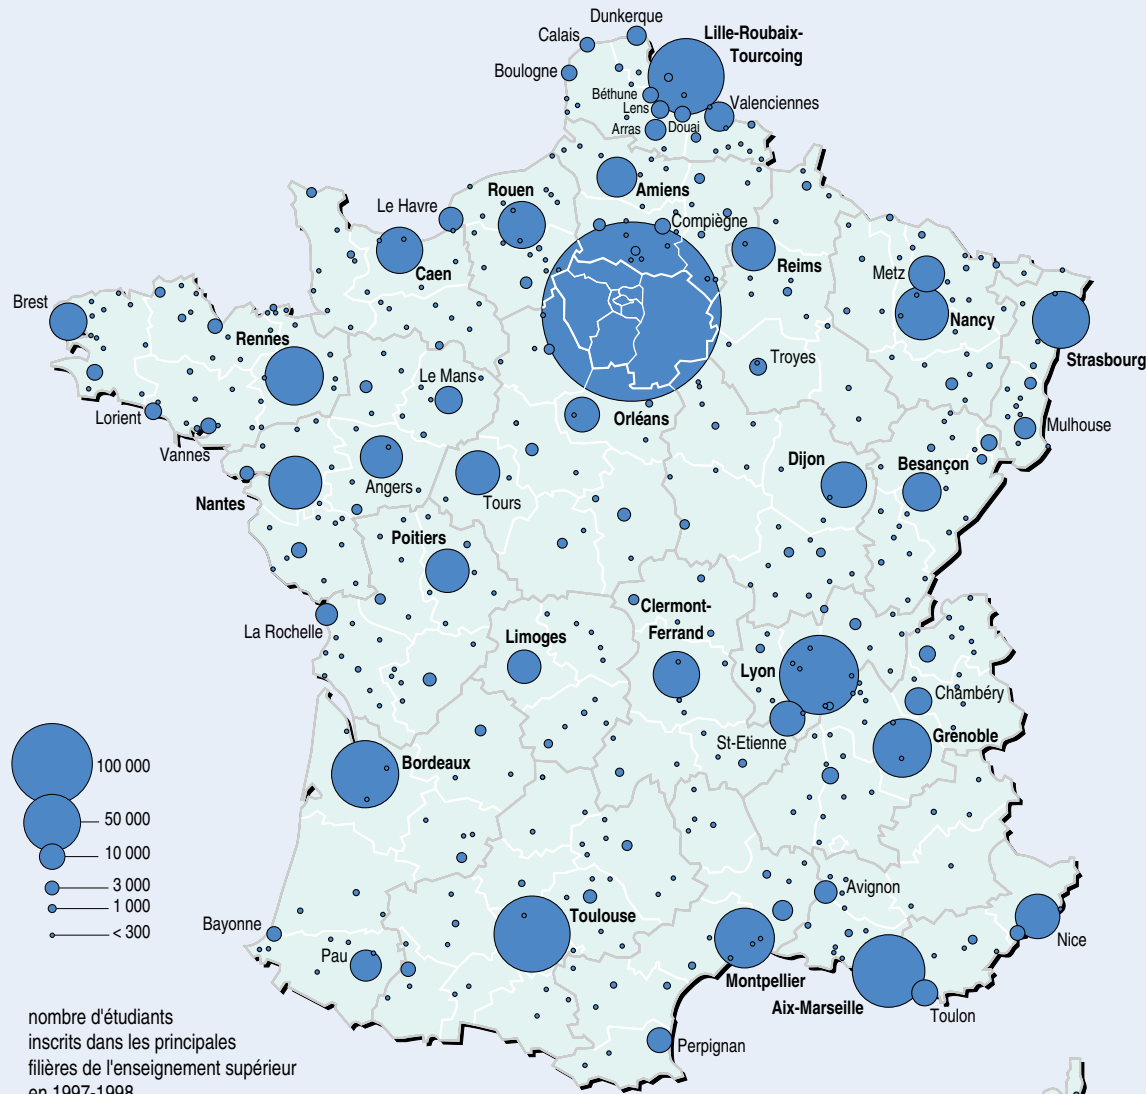 Dunkerque
Calais
Lille-Roubaix-
Tourcoing
Boulogne
Béthune
Lens
Valenciennes
Arras
Douai
Amiens
Rouen
Le Havre
Compiègne
Caen
Reims
Metz
Nancy
Strasbourg
Brest
Rennes
Le Mans
Troyes
Lorient
Orléans
Mulhouse
Vannes
Dijon
Besançon
Angers
Nantes
Tours
Poitiers
La Rochelle
Limoges
Clermont-
Ferrand
Lyon
Chambéry
St-Etienne
Grenoble
Bordeaux
100 000
50 000
10 000
3 000
1 000
< 300
Avignon
Bayonne
Toulouse
Pau
Nice
Montpellier
Aix-Marseille
Toulon
Perpignan
nombre d'étudiants
inscrits dans les principales
filières de l'enseignement supérieur
en 1997-1998